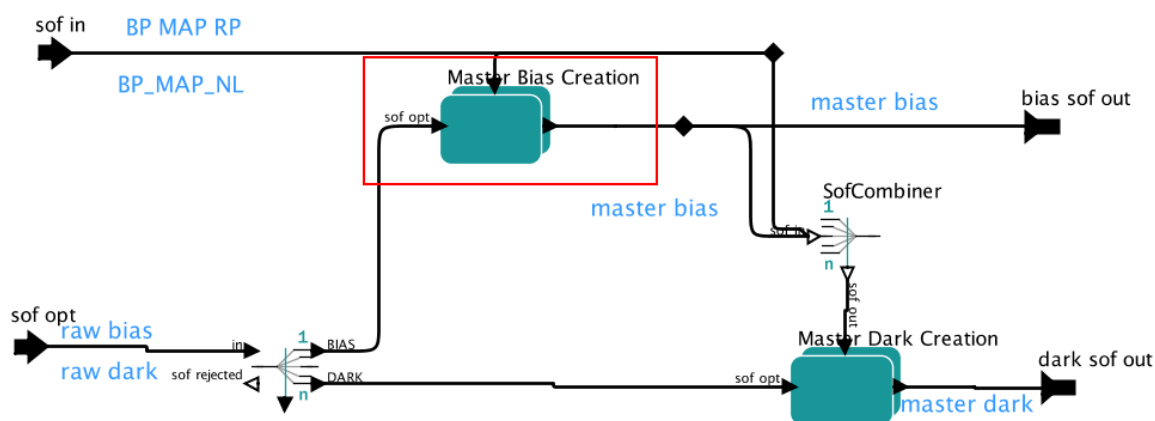 sof in
BP MAP RP
BP_MAP_NL
Master Bias Creation
sof opt
master bias
bias sof out
master bias
SofCombiner
1
sof in
n
sof out
sof opt
raw bias
raw dark
in
sof rejected
1
BIAS
DARK
n
Master Dark Creation
sof opt
master dark
dark sof out